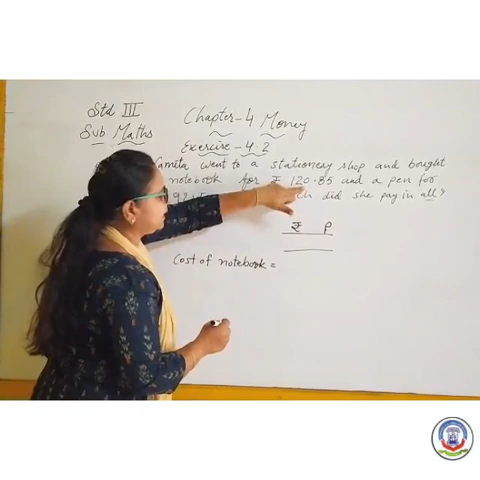 Std III
Sub Maths
Chapter-4 Money
Exercise-4.2
Namita went to a stationery shop and bought
notebook for ₹ 120.85 and a pen for
did she pay in all?
₹ P
Cost of notebook =